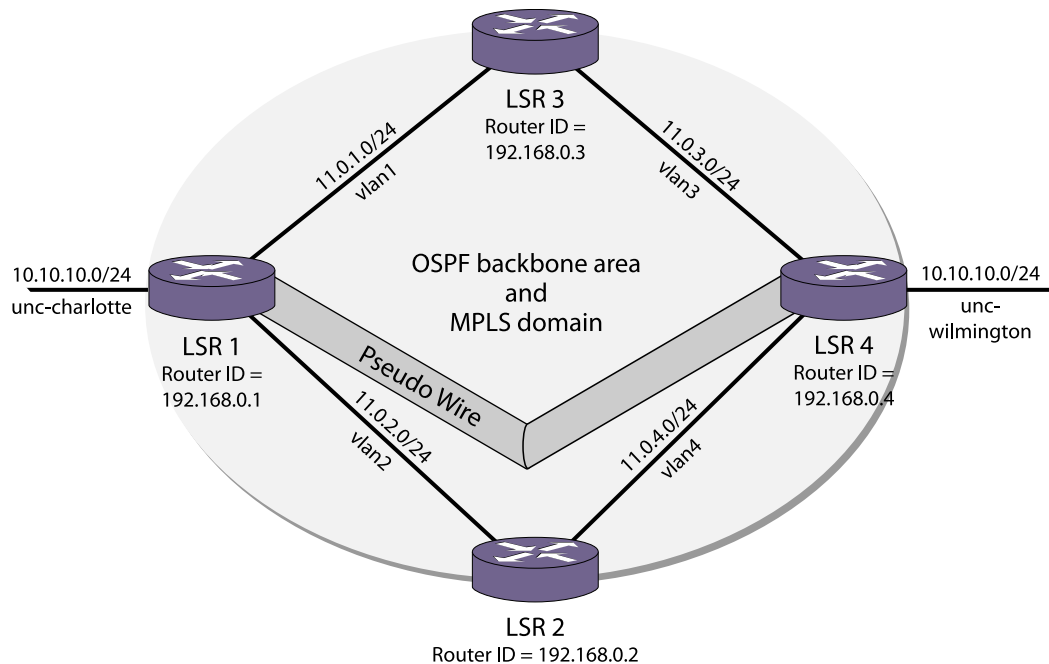 LSR 3
Router ID =
192.168.0.3
11.0.1.0/24
vlan1
11.0.3.0/24
vlan3
10.10.10.0/24
unc-charlotte
OSPF backbone area
and
MPLS domain
10.10.10.0/24
unc-
wilmington
LSR 1
Router ID =
192.168.0.1
Pseudo Wire
LSR 4
Router ID =
192.168.0.4
11.0.2.0/24
vlan2
11.0.4.0/24
vlan4
LSR 2
Router ID = 192.168.0.2